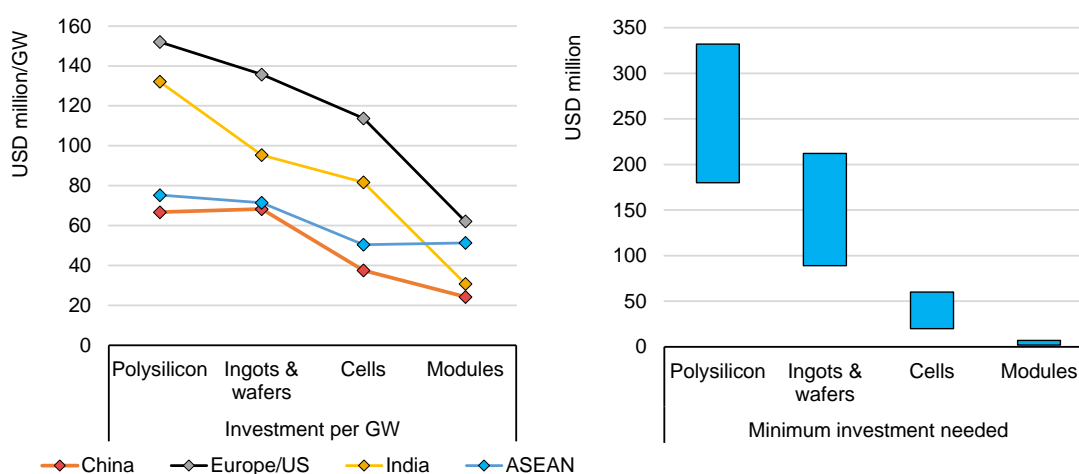 USD million/GW
160
140
120
100
80
60
40
20
0
Polysilicon
Ingots &
wafers
Cells
Modules
Investment per GW
China
Europe/US
India
ASEAN
USD million
350
300
250
200
150
100
50
0
Polysilicon
Ingots &
wafers
Cells
Modules
Minimum investment needed